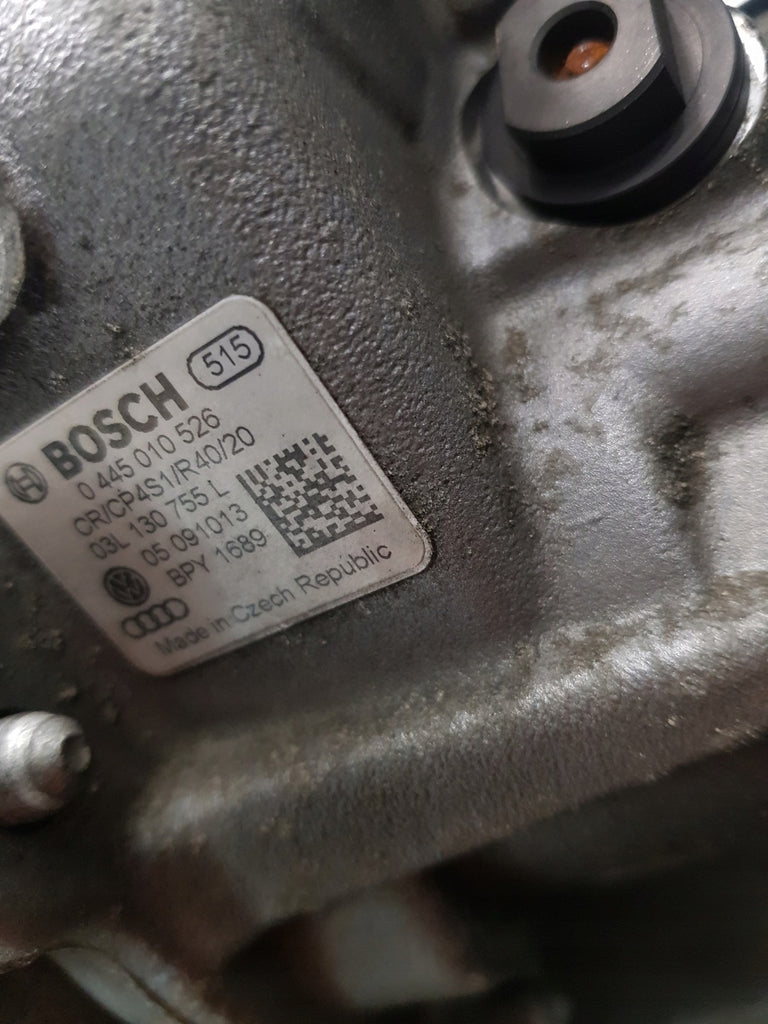 BOSCH 515
0 445 010 526
CR/CP4S1/R40/20
03L 130 755 L
05 091013
BPY 1689
Made in Czech Republic